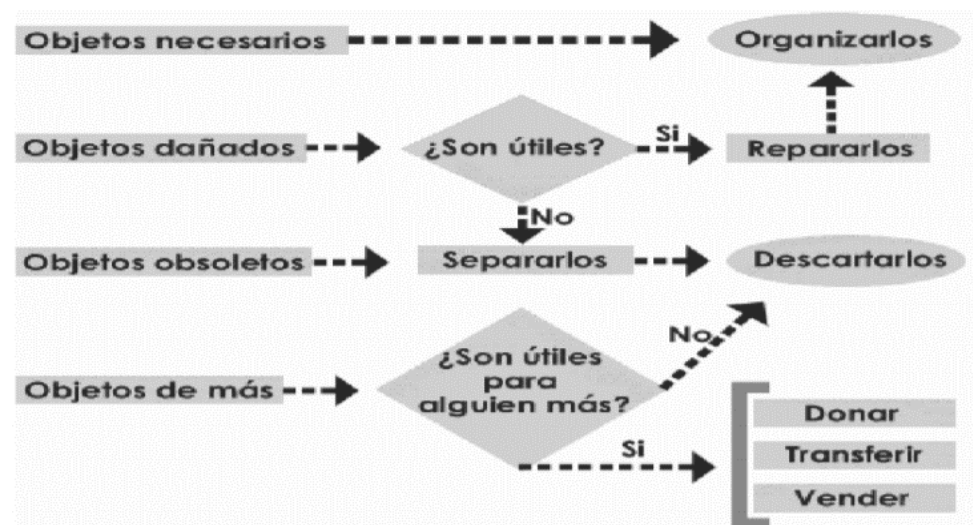 Objetos necesarios
Organizarlos
Objetos dañados
¿Son útiles?
Si
Repararlos
No
Objetos obsoletos
Separarlos
Descartarlos
Objetos de más
¿Son útiles
para
alguien más?
No
Si
Donar
Transferir
Vender